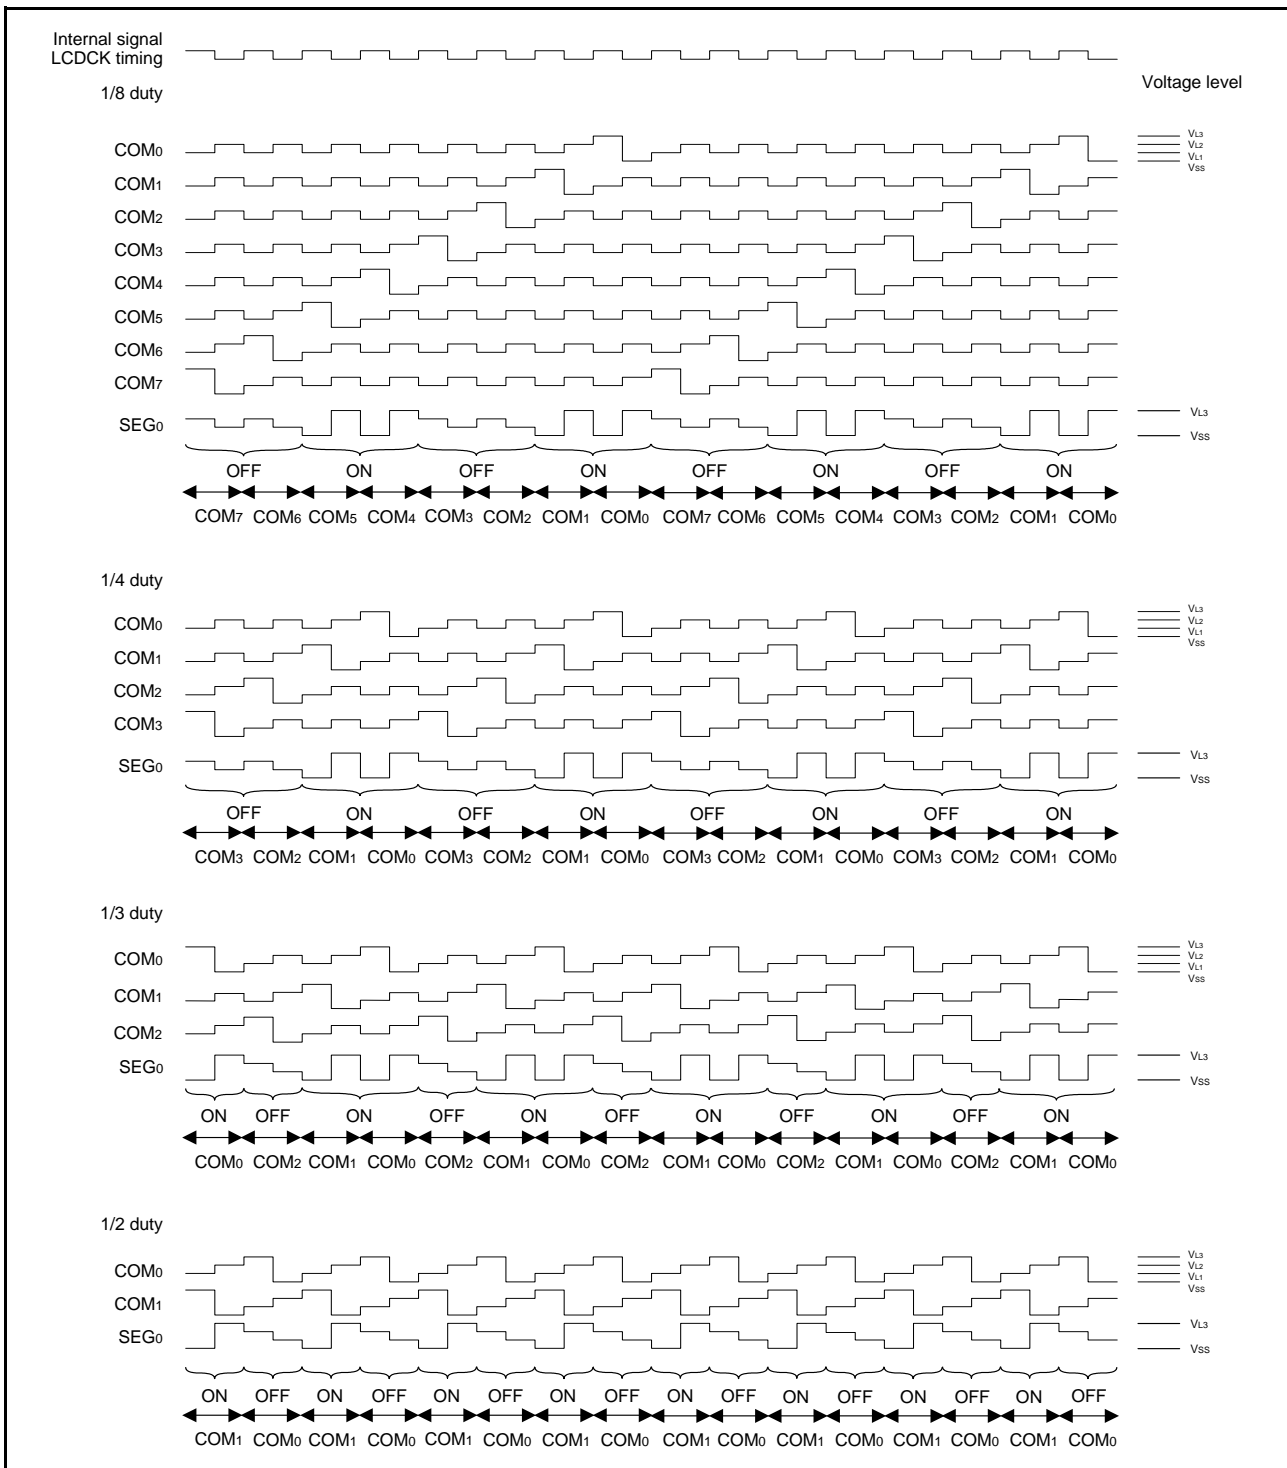 Internal signal
LCDCK timing
Voltage level
1/8 duty
COM0
VL3
VL2
VL1
VSS
COM1
COM2
COM3
COM4
COM5
COM6
COM7
SEG0
VL3
VSS
OFF ON OFF ON OFF ON OFF ON
COM7 COM6 COM5 COM4 COM3 COM2 COM1 COM0 COM7 COM6 COM5 COM4 COM3 COM2 COM1 COM0
1/4 duty
COM0
VL3
VL2
VL1
VSS
COM1
COM2
COM3
SEG0
VL3
VSS
OFF ON OFF ON OFF ON OFF ON
COM3 COM2 COM1 COM0 COM3 COM2 COM1 COM0 COM3 COM2 COM1 COM0 COM3 COM2 COM1 COM0
1/3 duty
COM0
VL3
VL2
VL1
VSS
COM1
COM2
SEG0
VL3
VSS
ON OFF ON OFF ON OFF ON OFF ON OFF ON
COM0 COM2 COM1 COM0 COM2 COM1 COM0 COM2 COM1 COM0 COM2 COM1 COM0 COM2 COM1 COM0
1/2 duty
COM0
VL3
VL2
VL1
VSS
COM1
SEG0
VL3
VSS
ON OFF ON OFF ON OFF ON OFF ON OFF ON OFF ON OFF ON OFF
COM1 COM0 COM1 COM0 COM1 COM0 COM1 COM0 COM1 COM0 COM1 COM0 COM1 COM0 COM1 COM0